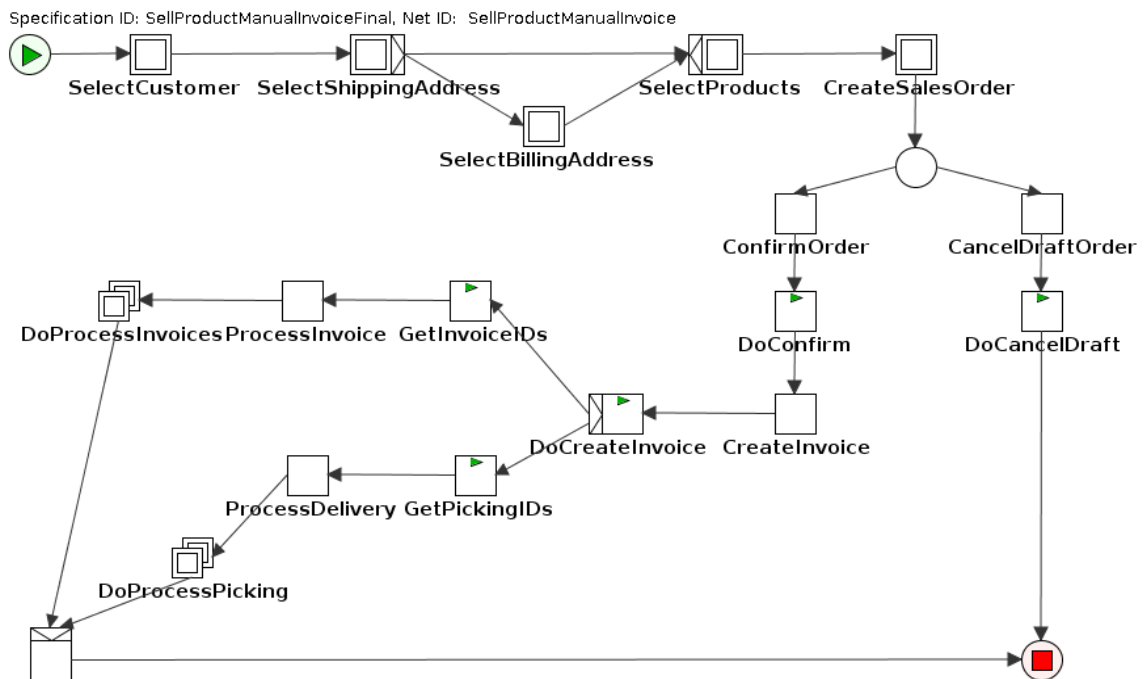 Specification ID: SellProductManualInvoiceFinal, Net ID: SellProductManualInvoice
SelectCustomer
SelectShippingAddress
SelectProducts
CreateSalesOrder
SelectBillingAddress
ConfirmOrder
CancelDraftOrder
DoProcessInvoices
ProcessInvoice
GetInvoiceIDs
DoConfirm
DoCancelDraft
DoCreateInvoice
CreateInvoice
ProcessDelivery
GetPickingIDs
DoProcessPicking